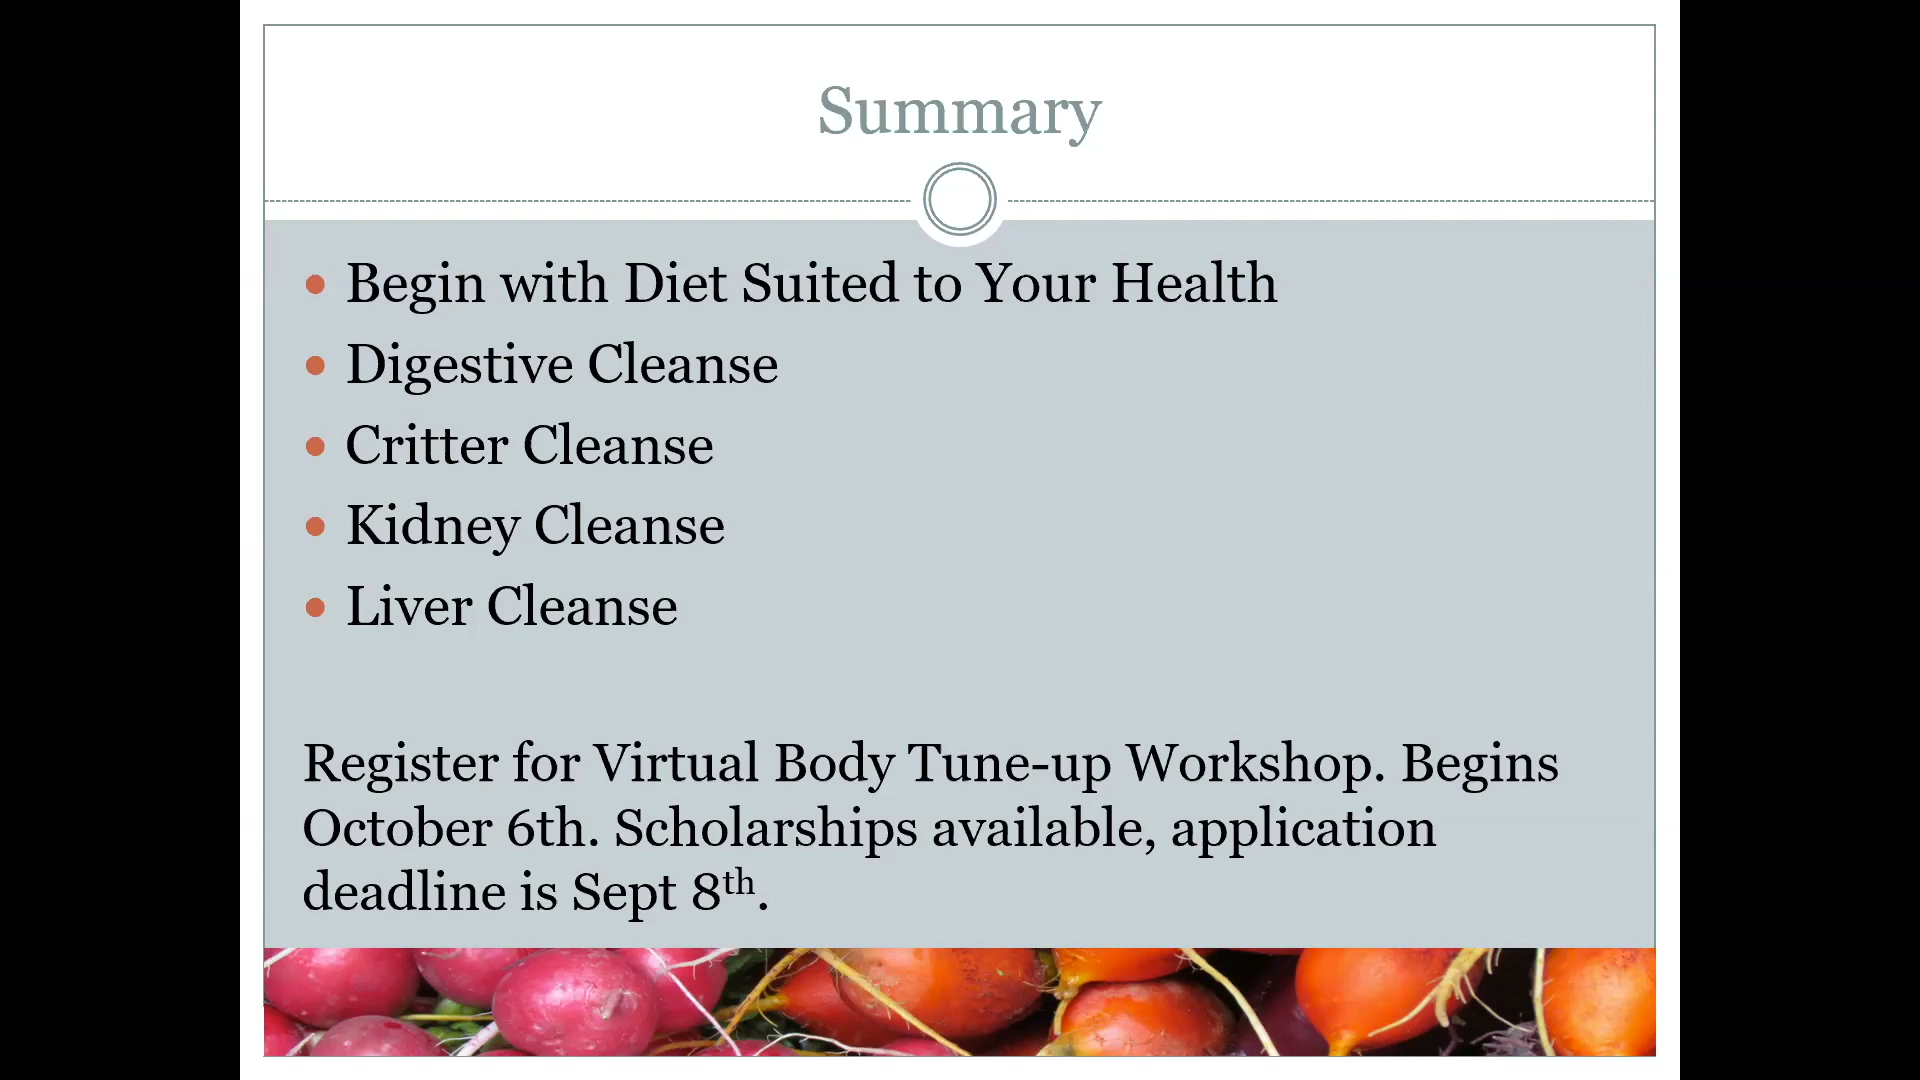 Summary
• Begin with Diet Suited to Your Health
• Digestive Cleanse
• Critter Cleanse
• Kidney Cleanse
• Liver Cleanse
Register for Virtual Body Tune-up Workshop. Begins
October 6th. Scholarships available, application
deadline is Sept 8th.